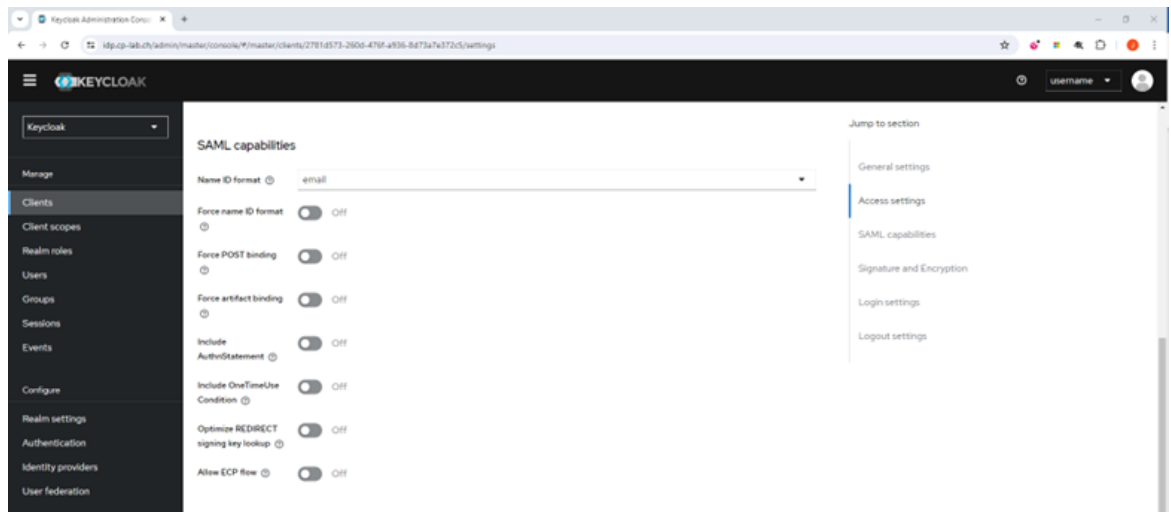 Keycloak Administration Conso
idp.cp-lab.ch/admin/master/console/#/master/clients/2781d573-260d-476f-a936-8d73a7e372c5/settings
KEYCLOAK
username
Keycloak
Manage
Clients
Client scopes
Realm roles
Users
Groups
Sessions
Events
Configure
Realm settings
Authentication
Identity providers
User federation
SAML capabilities
Name ID format
email
Force name ID format
Off
Force POST binding
Off
Force artifact binding
Off
Include
AuthnStatement
Off
Include OneTimeUse
Condition
Off
Optimize REDIRECT
signing key lookup
Off
Allow ECP flow
Off
Jump to section
General settings
Access settings
SAML capabilities
Signature and Encryption
Login settings
Logout settings